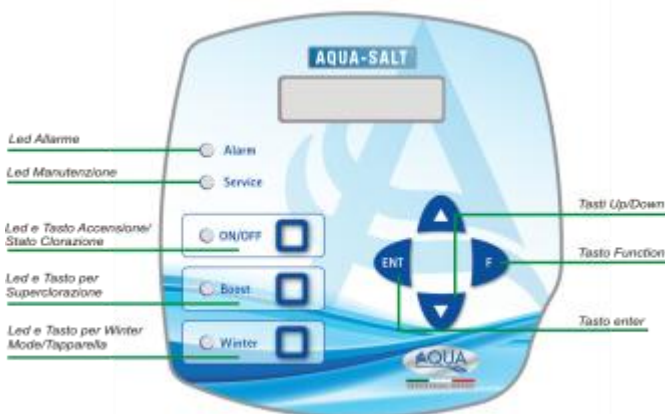 AQUA-SALT
Led Allarme
Alarm
Led Manutenzione
Service
Led e Tasto Accensione/
Stato Clorazione
ON/OFF
Led e Tasto per
Superclorazione
Boost
Led e Tasto per Winter
Mode/Tapparella
Winter
Tasti Up/Down
ENT
F
Tasto Function
Tasto enter
AQUA